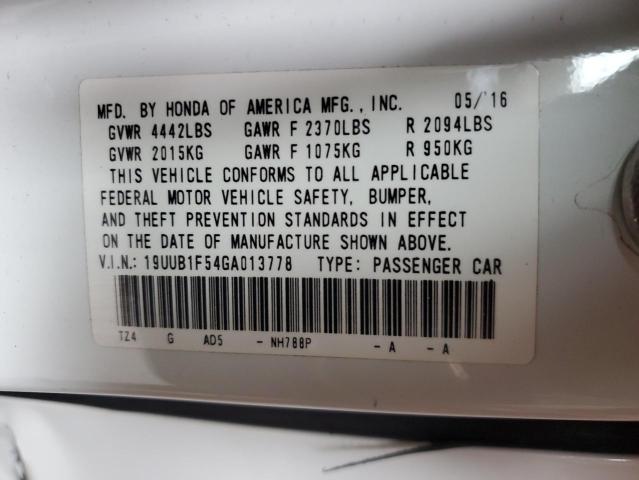 MFD. BY HONDA OF AMERICA MFG., INC. 05/'16
GVWR 4442LBS GAWR F 2370LBS R 2094LBS
GVWR 2015KG GAWR F 1075KG R 950KG
THIS VEHICLE CONFORMS TO ALL APPLICABLE
FEDERAL MOTOR VEHICLE SAFETY, BUMPER,
AND THEFT PREVENTION STANDARDS IN EFFECT
ON THE DATE OF MANUFACTURE SHOWN ABOVE.
V.I.N.: 19UUB1F54GA013778 TYPE: PASSENGER CAR
TZ4 G AD5 - NH788P - A - A